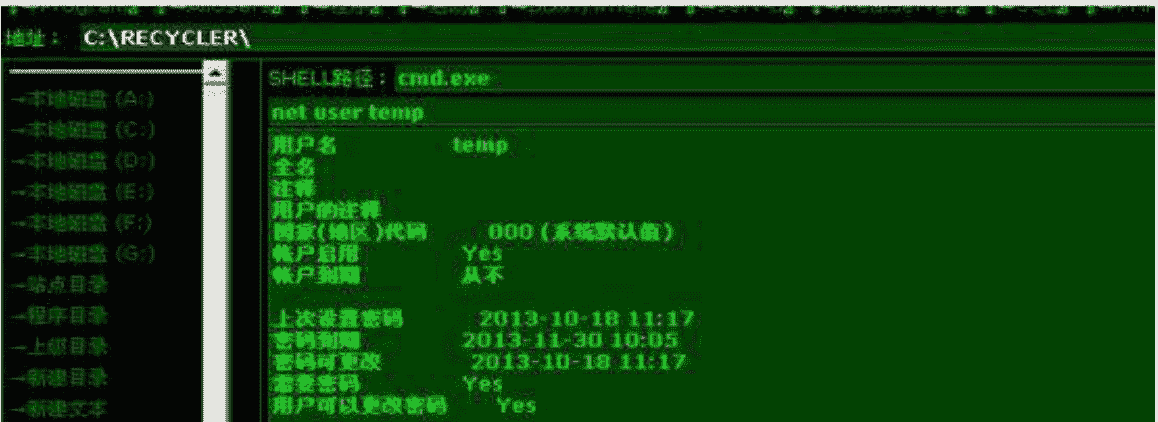 地址： C:\RECYCLER\
→本地磁盘 (A:)
→本地磁盘 (C:)
→本地磁盘 (D:)
→本地磁盘 (E:)
→本地磁盘 (F:)
→本地磁盘 (G:)
→站点目录
→程序目录
→上级目录
→新建目录
→新建文本
SHELL路径：cmd.exe
net user temp
用户名 temp
全名
注释
用户的注释
国家(地区)代码 000 (系统默认值)
帐户启用 Yes
帐户到期 从不
上次设置密码 2013-10-18 11:17
密码到期 2013-11-30 10:05
密码可更改 2013-10-18 11:17
需要密码 Yes
用户可以更改密码 Yes